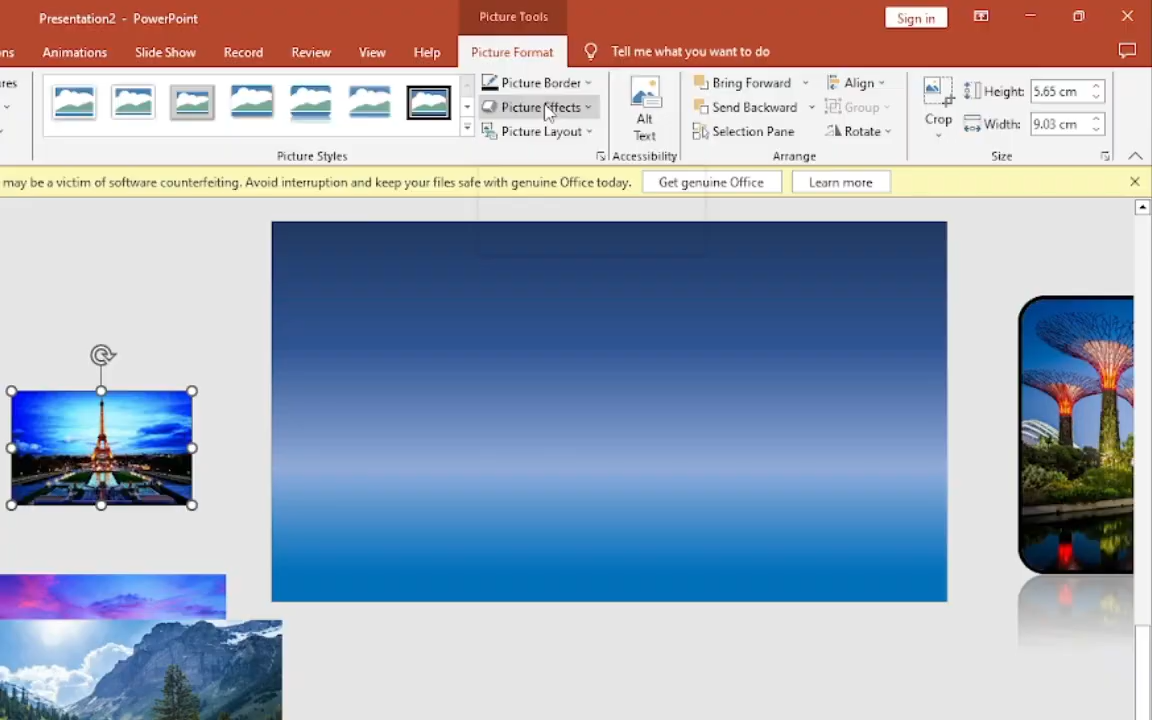 Presentation2 - PowerPoint
Picture Tools
Sign in
ns
Animations
Slide Show
Record
Review
View
Help
Picture Format
Tell me what you want to do
res
Picture Border
Picture Effects
Picture Layout
Alt
Text
Bring Forward
Send Backward
Selection Pane
Align
Group
Rotate
Crop
Height:
5.65 cm
Width:
9.03 cm
Picture Styles
Accessibility
Arrange
Size
may be a victim of software counterfeiting. Avoid interruption and keep your files safe with genuine Office today.
Get genuine Office
Learn more